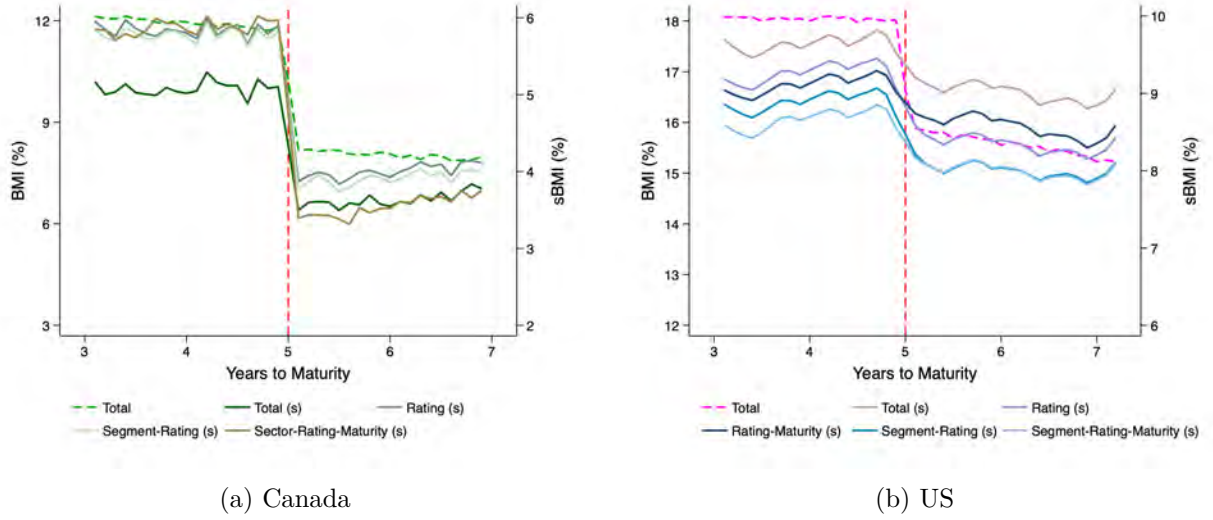 12
9
6
3
BMI (%)
6
5
4
3
2
sBMI (%)
3 4 5 6 7
Years to Maturity
Total Total (s) Rating (s)
Segment-Rating (s) Sector-Rating-Maturity (s)
(a) Canada
18
17
16
15
14
13
12
BMI (%)
10
9
8
7
6
sBMI (%)
3 4 5 6 7
Years to Maturity
Total Total (s) Rating (s)
Rating-Maturity (s) Segment-Rating (s) Segment-Rating-Maturity (s)
(b) US